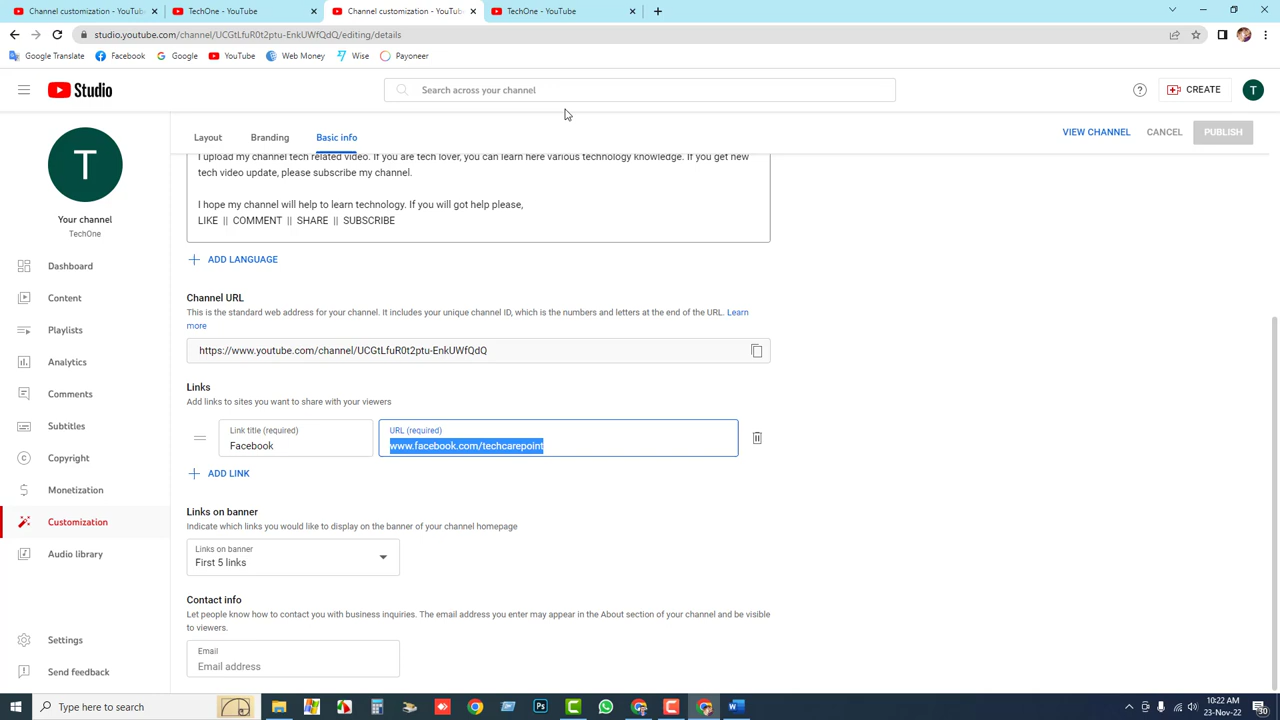 Channel customization - YouTube
TechOne - YouTube
Channel customization - YouTube
TechOne - YouTube
studio.youtube.com/channel/UCGtLfuR0t2ptu-EnkUWfQdQ/editing/details
Google Translate
Facebook
Google
YouTube
Web Money
Wise
Payoneer
Studio
Search across your channel
CREATE
T
Layout
Branding
Basic info
VIEW CHANNEL
CANCEL
PUBLISH
T
Your channel
TechOne
Dashboard
Content
Playlists
Analytics
Comments
Subtitles
Copyright
Monetization
Customization
Audio library
Settings
Send feedback
I upload my channel tech related video. If you are tech lover, you can learn here various technology knowledge. If you get new
tech video update, please subscribe my channel.
I hope my channel will help to learn technology. If you will got help please,
LIKE || COMMENT || SHARE || SUBSCRIBE
ADD LANGUAGE
Channel URL
This is the standard web address for your channel. It includes your unique channel ID, which is the numbers and letters at the end of the URL. Learn
more
https://www.youtube.com/channel/UCGtLfuR0t2ptu-EnkUWfQdQ
Links
Add links to sites you want to share with your viewers
Link title (required)
Facebook
URL (required)
www.facebook.com/techcarepoint
ADD LINK
Links on banner
Indicate which links you would like to display on the banner of your channel homepage
Links on banner
First 5 links
Contact info
Let people know how to contact you with business inquiries. The email address you enter may appear in the About section of your channel and be visible
to viewers.
Email
Email address
Type here to search
10:22 AM
23-Nov-22